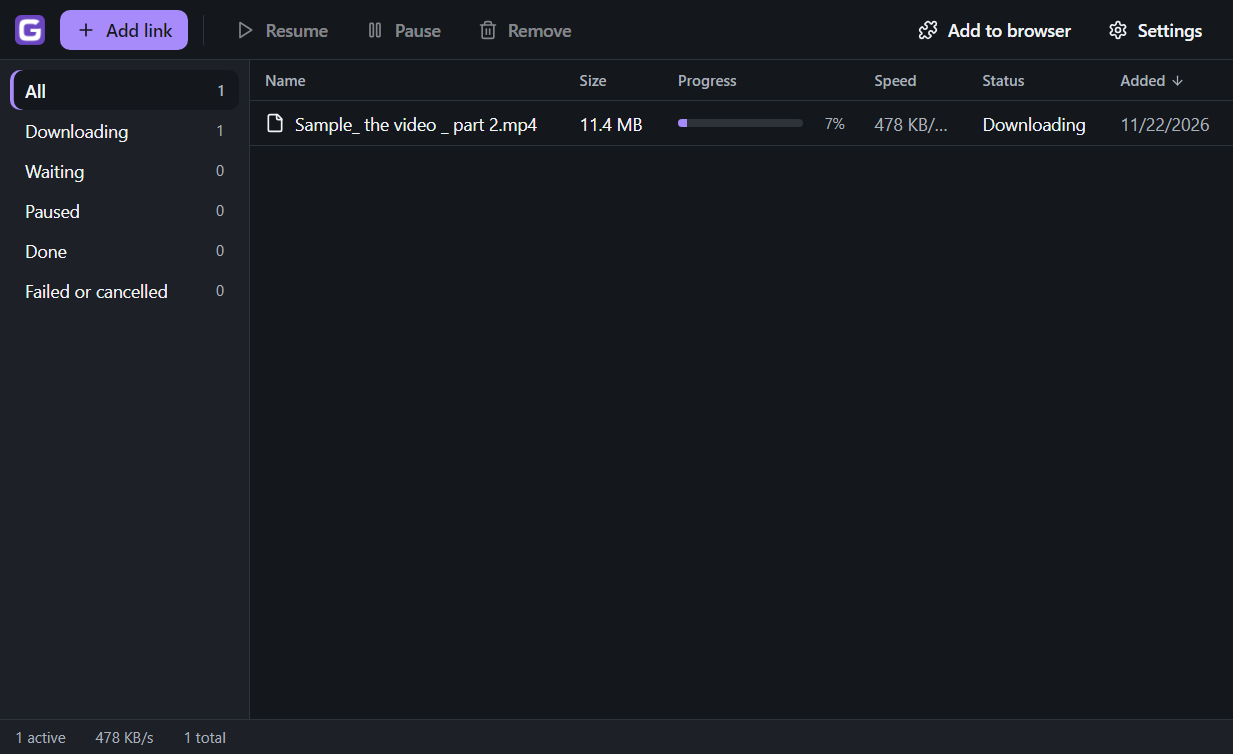 G Add link Resume Pause Remove Add to browser Settings
All 1
Downloading 1
Waiting 0
Paused 0
Done 0
Failed or cancelled 0
Name Size Progress Speed Status Added
Sample_ the video _ part 2.mp4 11.4 MB 7% 478 KB/... Downloading 11/22/2026
1 active 478 KB/s 1 total